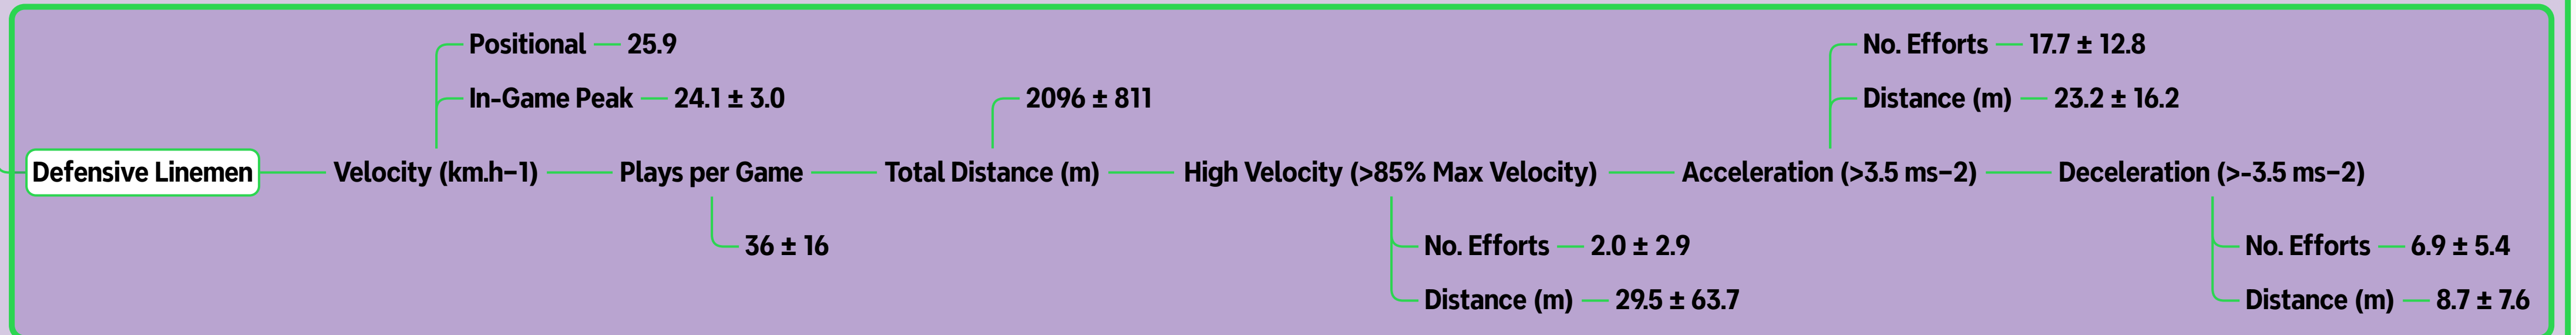 Defensive Linemen
Velocity (km.h−1)
Positional
25.9
In-Game Peak
24.1 ± 3.0
Plays per Game
36 ± 16
Total Distance (m)
2096 ± 811
High Velocity (>85% Max Velocity)
No. Efforts
2.0 ± 2.9
Distance (m)
29.5 ± 63.7
Acceleration (>3.5 ms−2)
No. Efforts
17.7 ± 12.8
Distance (m)
23.2 ± 16.2
Deceleration (>-3.5 ms−2)
No. Efforts
6.9 ± 5.4
Distance (m)
8.7 ± 7.6